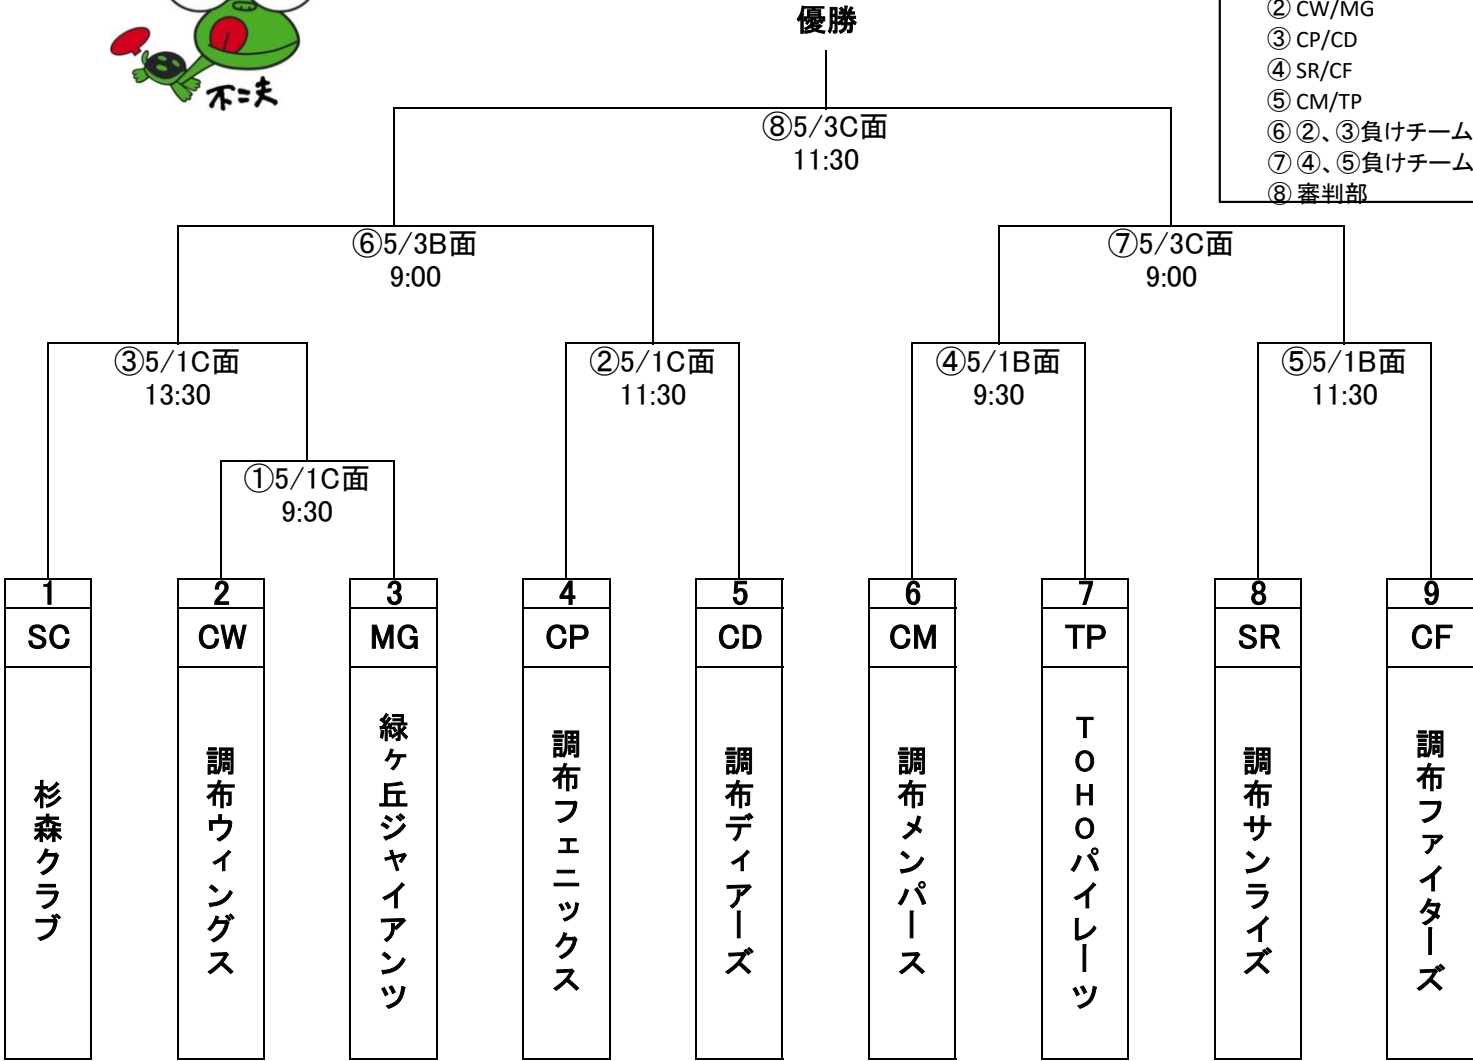 優勝
② CW/MG
③ CP/CD
④ SR/CF
⑤ CM/TP
⑥ ②、③負けチーム
⑦ ④、⑤負けチーム
⑧ 審判部
不二夫
⑧5/3C面
11:30
⑥5/3B面
9:00
⑦5/3C面
9:00
③5/1C面
13:30
②5/1C面
11:30
④5/1B面
9:30
⑤5/1B面
11:30
①5/1C面
9:30
1
2
3
4
5
6
7
8
9
SC
CW
MG
CP
CD
CM
TP
SR
CF
杉森クラブ
調布ウィングス
緑ヶ丘ジャイアンツ
調布フェニックス
調布ディアーズ
調布メンパース
TOHOパイレーツ
調布サンライズ
調布ファイターズ